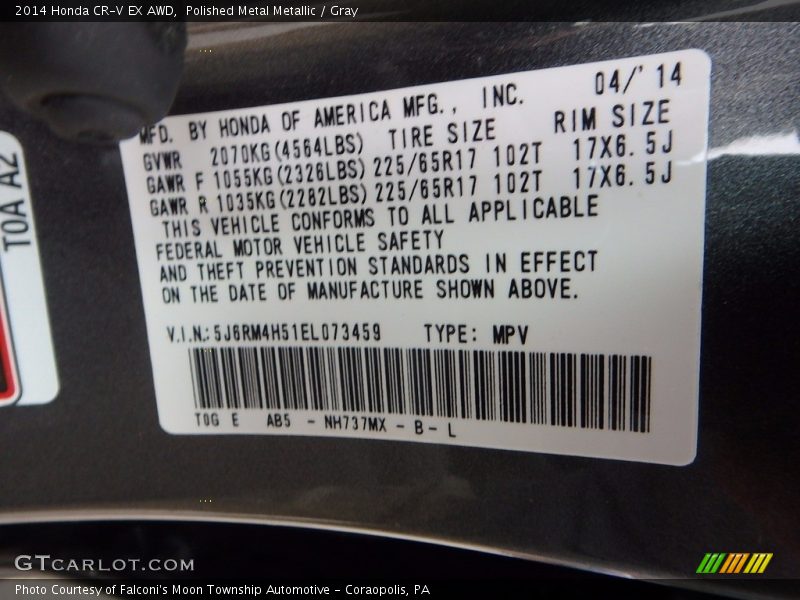 2014 Honda CR-V EX AWD, Polished Metal Metallic / Gray
04/'14
MFD. BY HONDA OF AMERICA MFG., INC.
GVWR 2070KG(4564LBS) TIRE SIZE RIM SIZE
GAWR F 1055KG(2326LBS) 225/65R17 102T 17X6.5J
GAWR R 1035KG(2282LBS) 225/65R17 102T 17X6.5J
THIS VEHICLE CONFORMS TO ALL APPLICABLE
FEDERAL MOTOR VEHICLE SAFETY
AND THEFT PREVENTION STANDARDS IN EFFECT
ON THE DATE OF MANUFACTURE SHOWN ABOVE.
V.I.N.:5J6RM4H51EL073459 TYPE: MPV
T0G E AB5 - NH737MX - B - L
T0A A2
GTCARLOT.COM
Photo Courtesy of Falconi's Moon Township Automotive - Coraopolis, PA